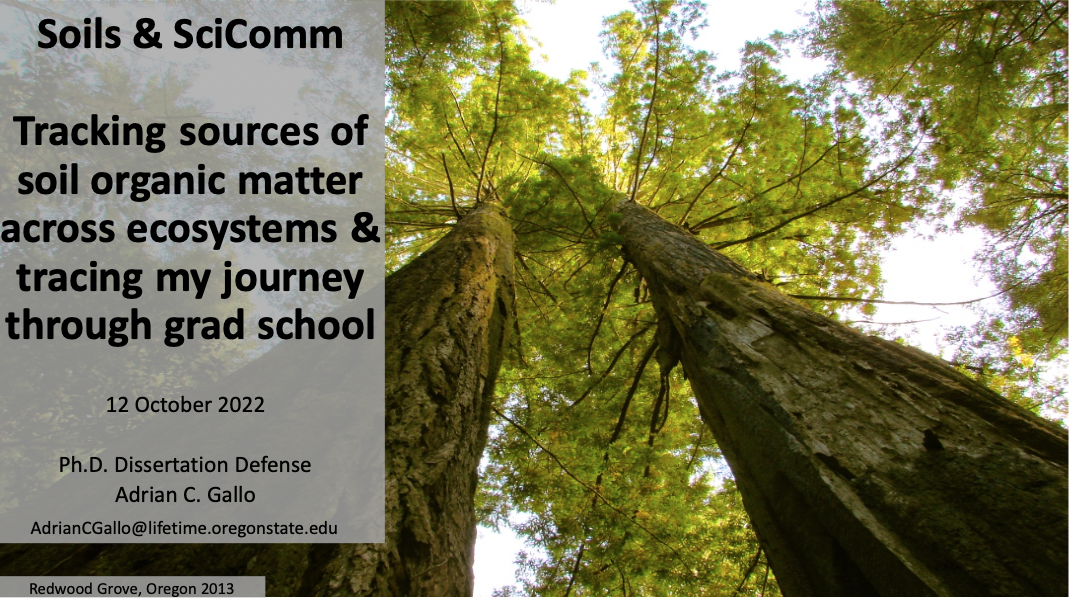 Soils & SciComm
Tracking sources of
soil organic matter
across ecosystems &
tracing my journey
through grad school
12 October 2022
Ph.D. Dissertation Defense
Adrian C. Gallo
AdrianCGallo@lifetime.oregonstate.edu
Redwood Grove, Oregon 2013